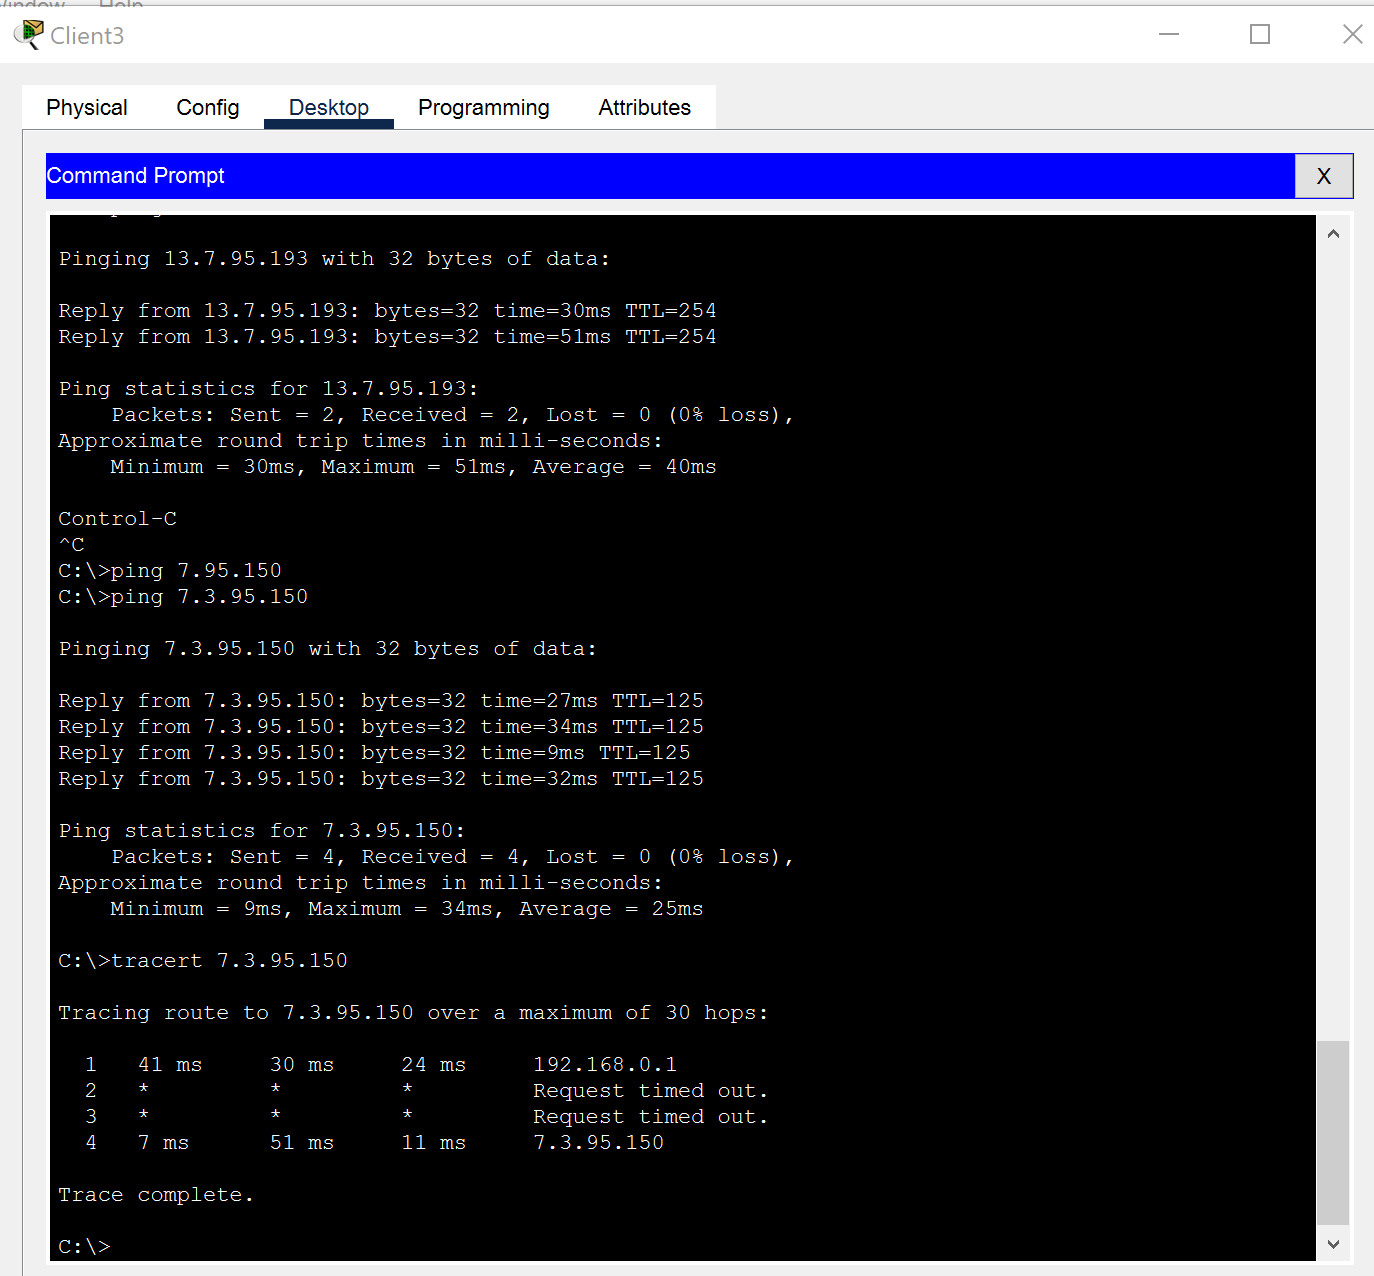 Client3
Physical Config Desktop Programming Attributes
Command Prompt X
Pinging 13.7.95.193 with 32 bytes of data:
Reply from 13.7.95.193: bytes=32 time=30ms TTL=254
Reply from 13.7.95.193: bytes=32 time=51ms TTL=254
Ping statistics for 13.7.95.193:
Packets: Sent = 2, Received = 2, Lost = 0 (0% loss),
Approximate round trip times in milli-seconds:
Minimum = 30ms, Maximum = 51ms, Average = 40ms
Control-C
^C
C:\>ping 7.95.150
C:\>ping 7.3.95.150
Pinging 7.3.95.150 with 32 bytes of data:
Reply from 7.3.95.150: bytes=32 time=27ms TTL=125
Reply from 7.3.95.150: bytes=32 time=34ms TTL=125
Reply from 7.3.95.150: bytes=32 time=9ms TTL=125
Reply from 7.3.95.150: bytes=32 time=32ms TTL=125
Ping statistics for 7.3.95.150:
Packets: Sent = 4, Received = 4, Lost = 0 (0% loss),
Approximate round trip times in milli-seconds:
Minimum = 9ms, Maximum = 34ms, Average = 25ms
C:\>tracert 7.3.95.150
Tracing route to 7.3.95.150 over a maximum of 30 hops:
1 41 ms 30 ms 24 ms 192.168.0.1
2 * * * Request timed out.
3 * * * Request timed out.
4 7 ms 51 ms 11 ms 7.3.95.150
Trace complete.
C:\>